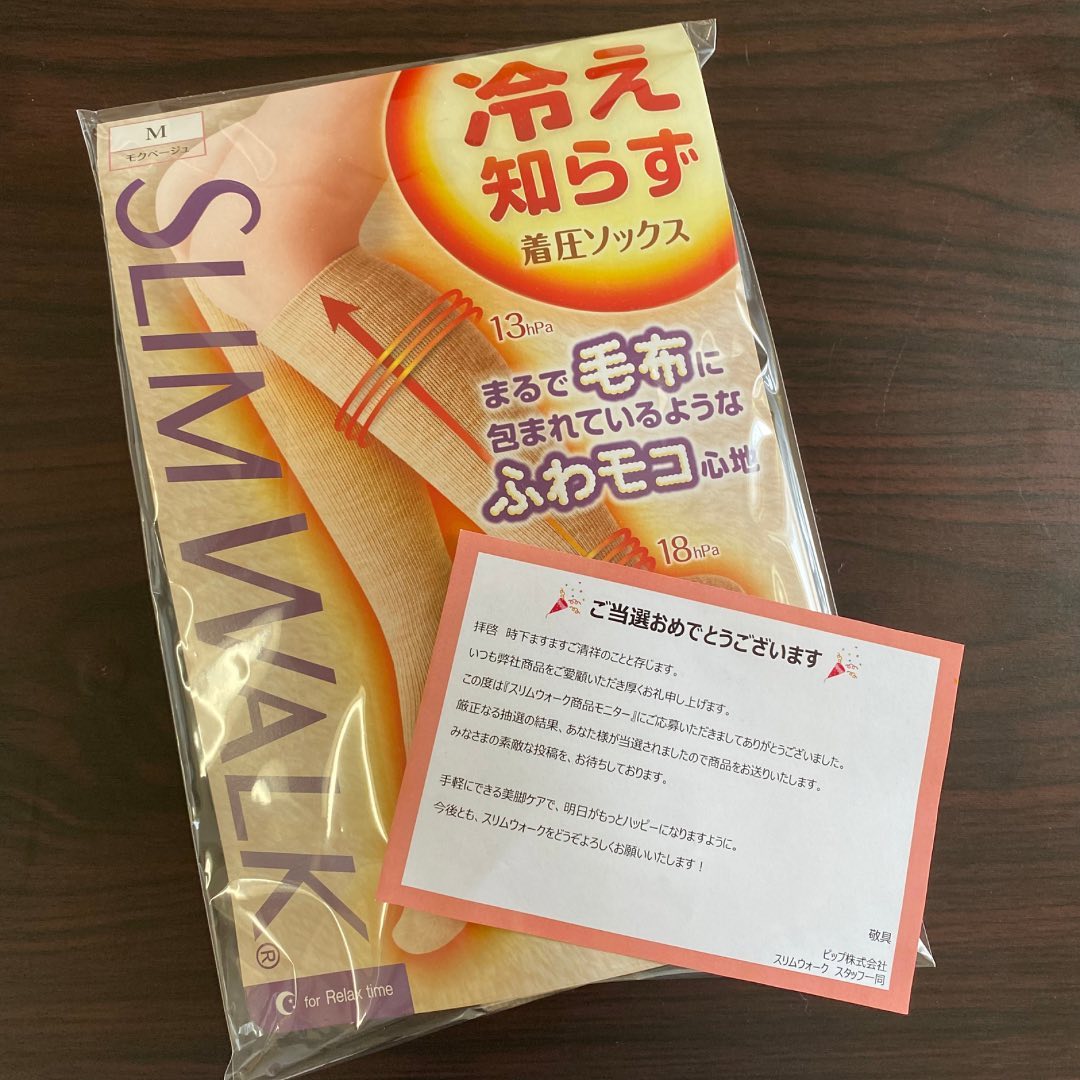 M
モクベージュ
SLIM WALK®
冷え
知らず
着圧ソックス
13hPa
まるで毛布に
包まれているような
ふわモコ心地
18hPa
for Relax time
ご当選おめでとうございます
拝啓 時下ますますご清祥のことと存じます。
いつも弊社商品をご愛顧いただき厚くお礼申し上げます。
この度は『スリムウォーク商品モニター』にご応募いただきましてありがとうございました。
厳正なる抽選の結果、あなた様が当選されましたので商品をお送りいたします。
みなさまの素敵な投稿を、お待ちしております。
手軽にできる美脚ケアで、明日がもっとハッピーになりますように。
今後とも、スリムウォークをどうぞよろしくお願いいたします！
敬具
ピップ株式会社
スリムウォーク スタッフ一同